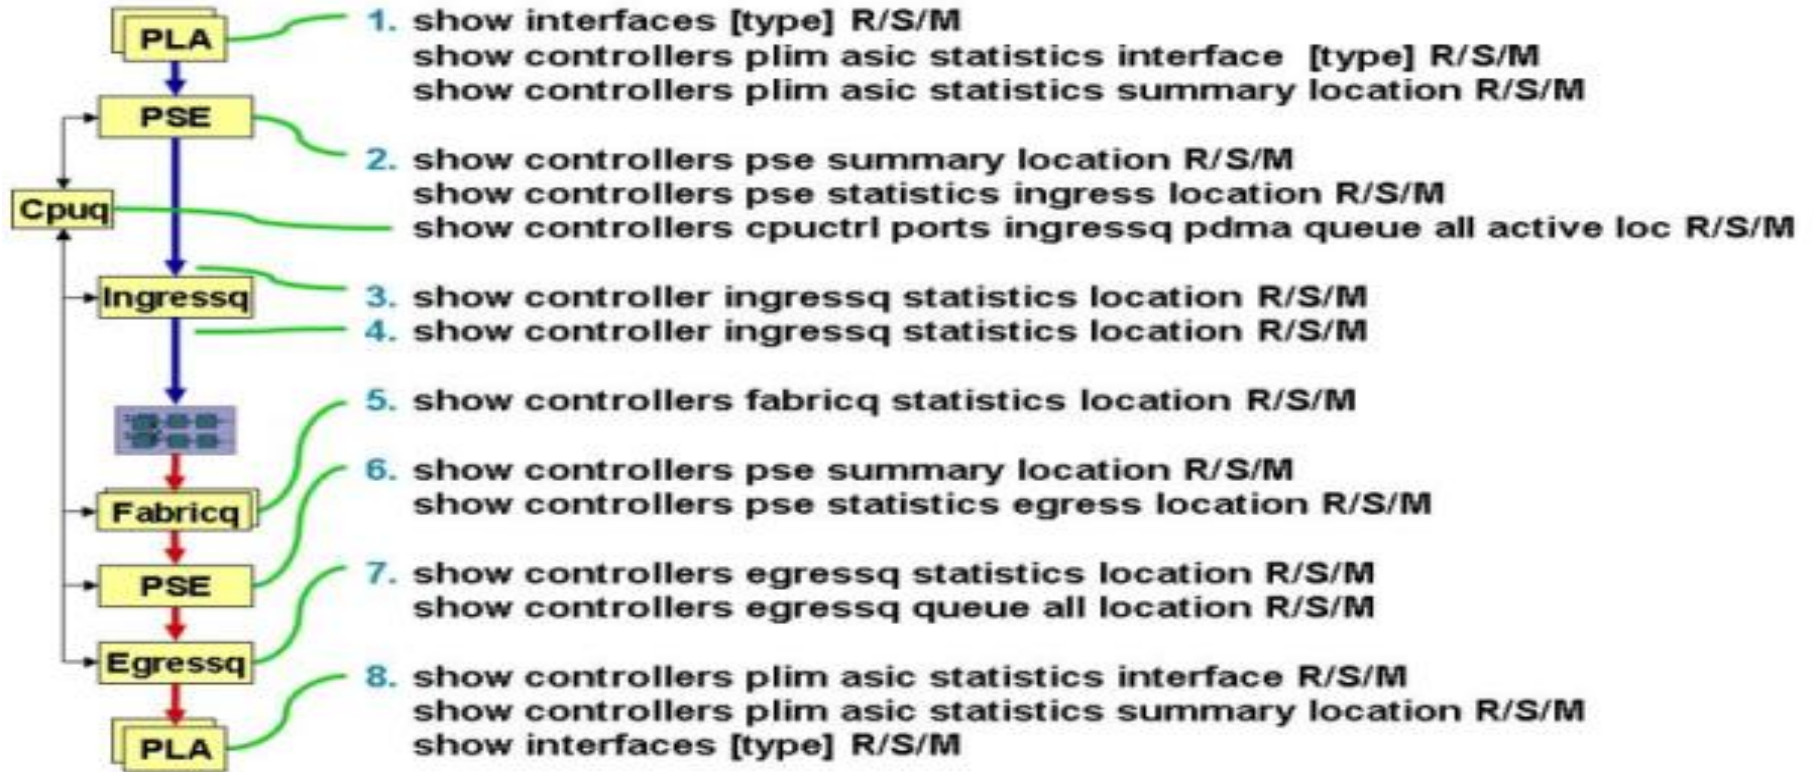 PLA
1. show interfaces [type] R/S/M
show controllers plim asic statistics interface [type] R/S/M
show controllers plim asic statistics summary location R/S/M
PSE
2. show controllers pse summary location R/S/M
show controllers pse statistics ingress location R/S/M
Cpuq
show controllers cpuctrl ports ingressq pdma queue all active loc R/S/M
Ingressq
3. show controller ingressq statistics location R/S/M
4. show controller ingressq statistics location R/S/M
5. show controllers fabricq statistics location R/S/M
Fabricq
6. show controllers pse summary location R/S/M
show controllers pse statistics egress location R/S/M
PSE
7. show controllers egressq statistics location R/S/M
show controllers egressq queue all location R/S/M
Egressq
8. show controllers plim asic statistics interface R/S/M
show controllers plim asic statistics summary location R/S/M
show interfaces [type] R/S/M
PLA